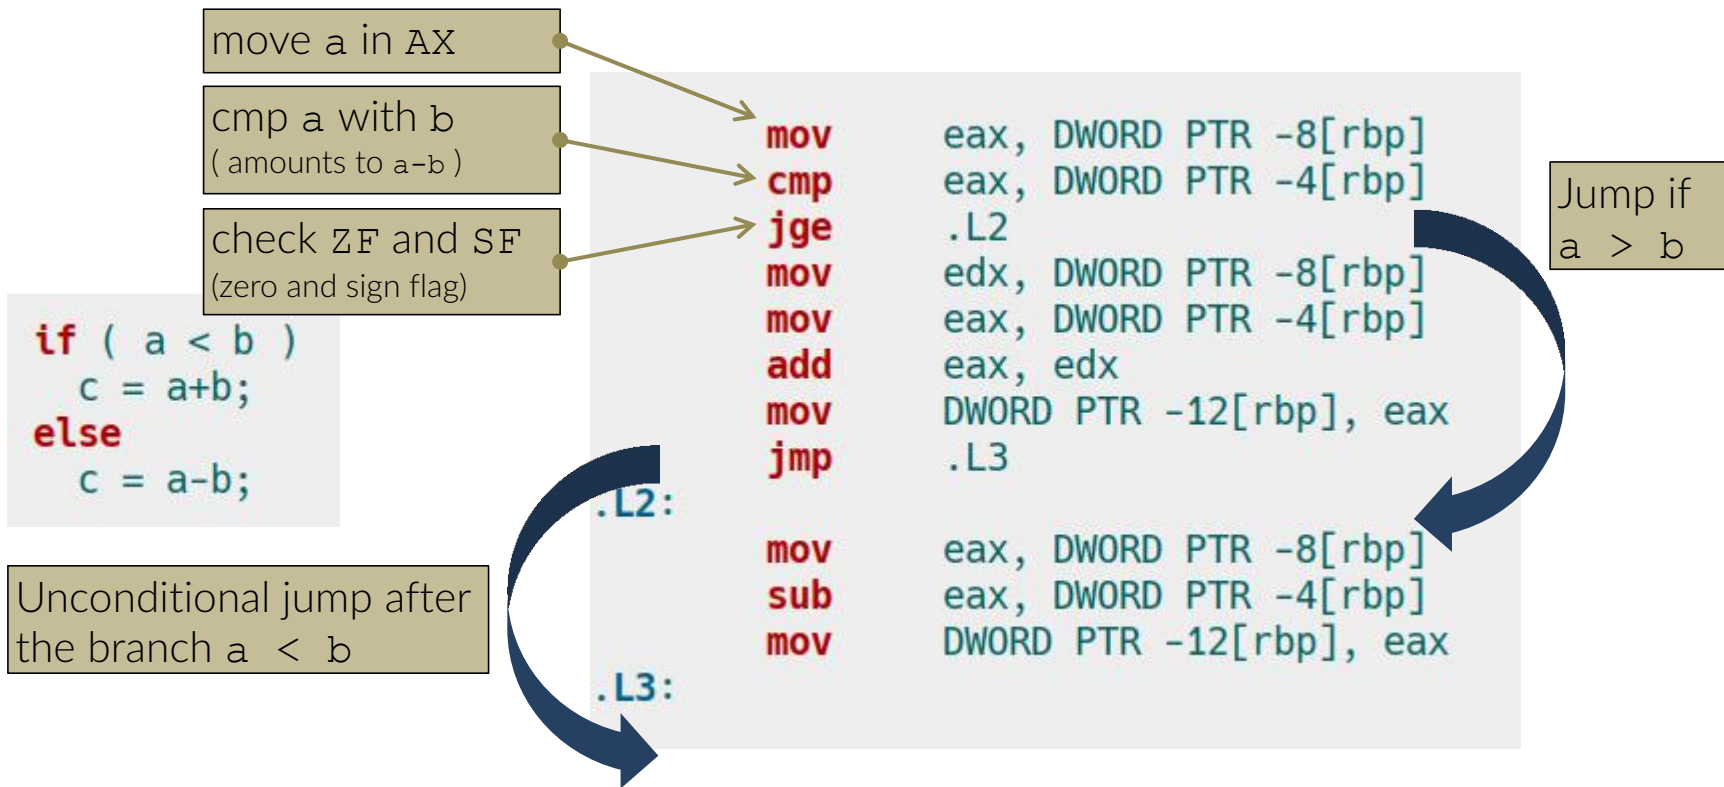 move a in AX
cmp a with b
( amounts to a-b )
check ZF and SF
(zero and sign flag)
if ( a < b )
c = a+b;
else
c = a-b;
Unconditional jump after
the branch a < b
mov eax, DWORD PTR -8[rbp]
cmp eax, DWORD PTR -4[rbp]
jge .L2
mov edx, DWORD PTR -8[rbp]
mov eax, DWORD PTR -4[rbp]
add eax, edx
mov DWORD PTR -12[rbp], eax
jmp .L3
.L2:
mov eax, DWORD PTR -8[rbp]
sub eax, DWORD PTR -4[rbp]
mov DWORD PTR -12[rbp], eax
.L3:
Jump if
a > b